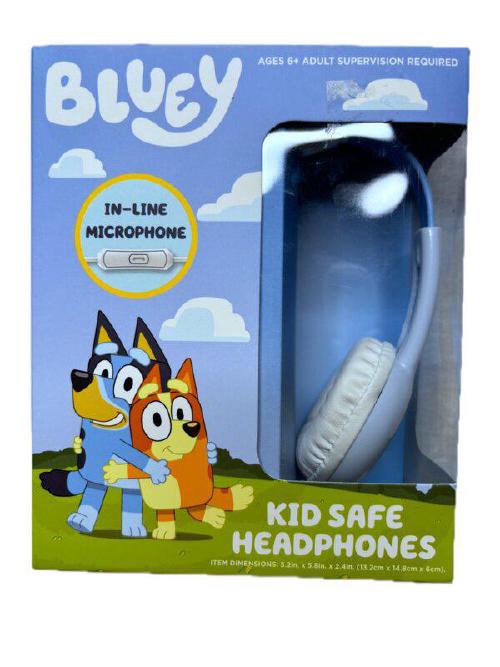 BLUEY
AGES 6+ ADULT SUPERVISION REQUIRED
IN-LINE
MICROPHONE
KID SAFE
HEADPHONES
ITEM DIMENSIONS: 5.2in. x 5.8in. x 2.4in. (13.2cm x 14.8cm x 6cm).